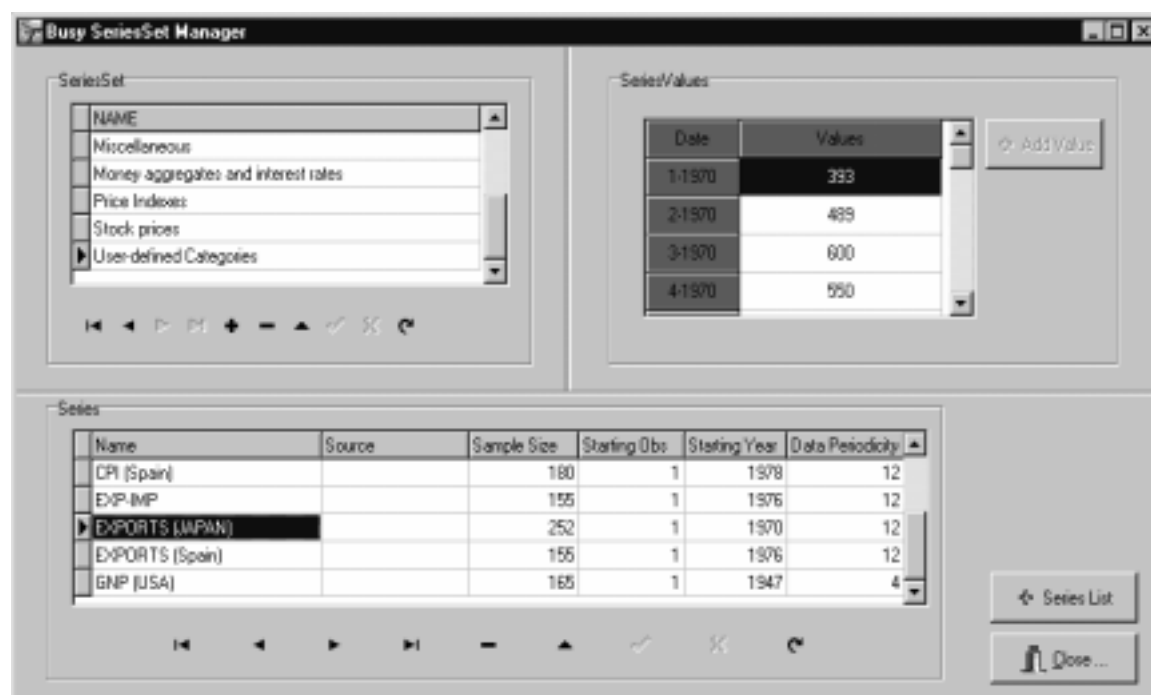 Busy SeriesSet Manager
SeriesSet
NAME
Miscellaneous
Money aggregates and interest rates
Price Indexes
Stock prices
User-defined Categories
SeriesValues
Date Values
1-1970 393
2-1970 489
3-1970 600
4-1970 550
Add Value
Series
Name Source Sample Size Starting Obs Starting Year Data Periodicity
CPI (Spain) 180 1 1978 12
EXP-IMP 155 1 1976 12
EXPORTS (JAPAN) 252 1 1970 12
EXPORTS (Spain) 155 1 1976 12
GNP (USA) 165 1 1947 4
Series List
Close ...